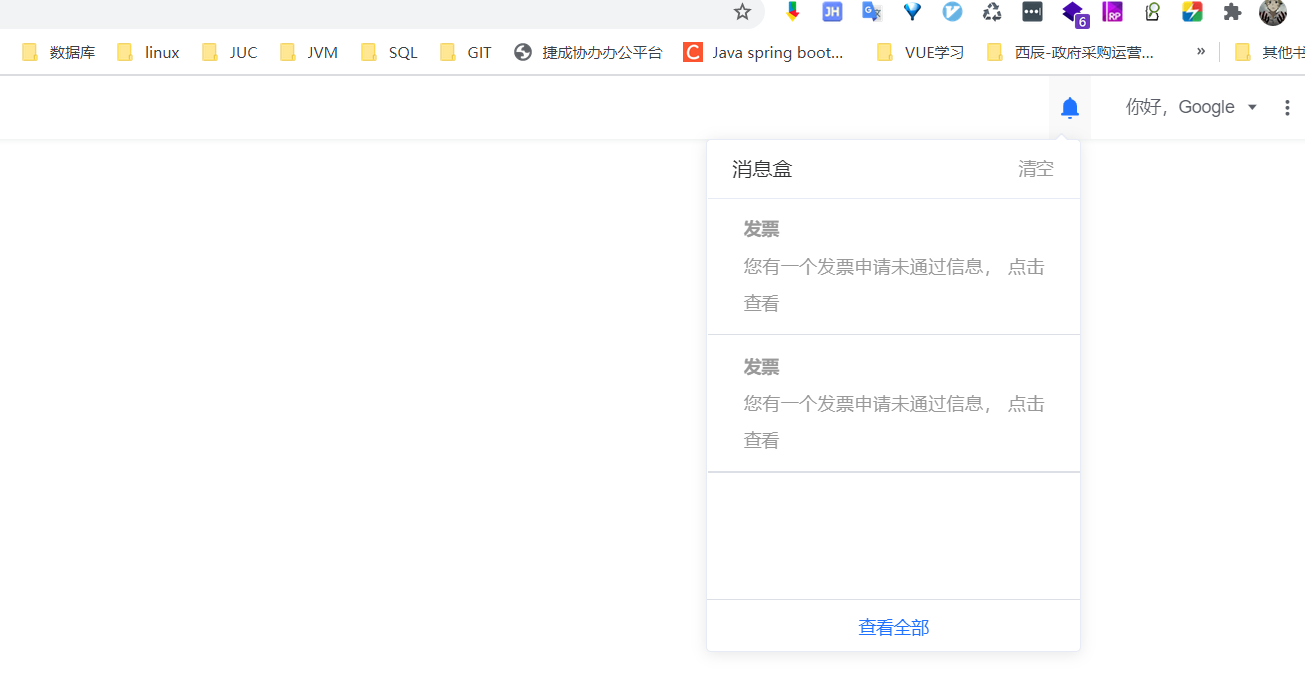 JH G RP 6
数据库 linux JUC JVM SQL GIT 捷成协办办公平台 C Java spring boot... VUE学习 西辰-政府采购运营... » 其他书
你好，Google
消息盒 清空
发票
您有一个发票申请未通过信息， 点击
查看
发票
您有一个发票申请未通过信息， 点击
查看
查看全部